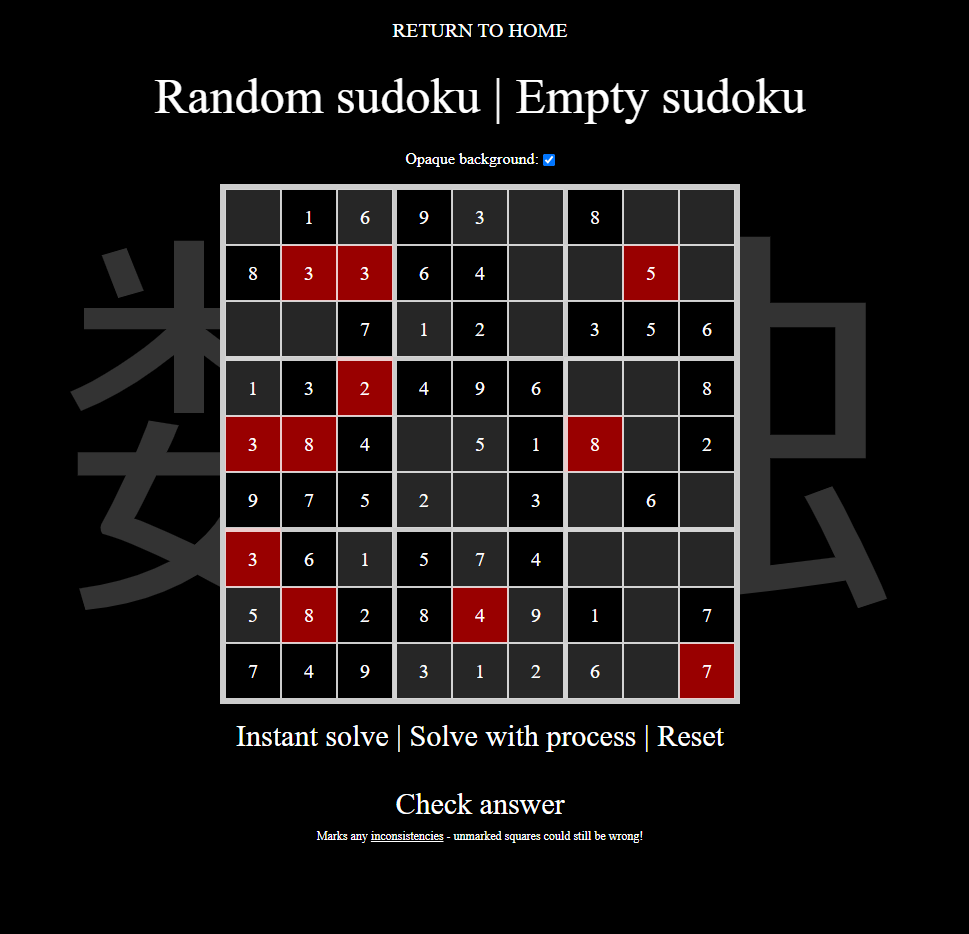 RETURN TO HOME
Random sudoku | Empty sudoku
Opaque background:
1 6 9 3 8
8 3 3 6 4 5
7 1 2 3 5 6
1 3 2 4 9 6 8
3 8 4 5 1 8 2
9 7 5 2 3 6
3 6 1 5 7 4
5 8 2 8 4 9 1 7
7 4 9 3 1 2 6 7
Instant solve | Solve with process | Reset
Check answer
Marks any inconsistencies - unmarked squares could still be wrong!